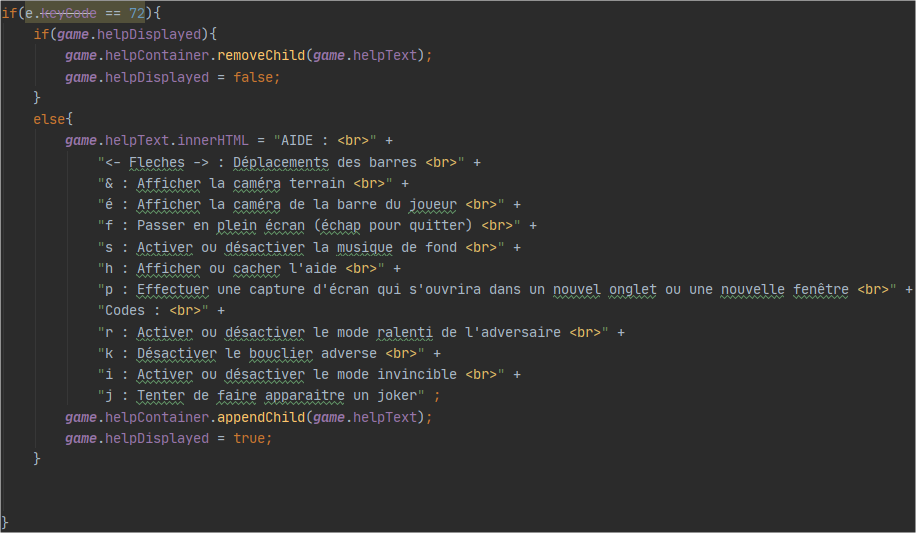 if(e.keyCode == 72){
if(game.helpDisplayed){
game.helpContainer.removeChild(game.helpText);
game.helpDisplayed = false;
}
else{
game.helpText.innerHTML = "AIDE : <br>" +
"<- Fleches -> : Déplacements des barres <br>" +
"& : Afficher la caméra terrain <br>" +
"é : Afficher la caméra de la barre du joueur <br>" +
"f : Passer en plein écran (échap pour quitter) <br>" +
"s : Activer ou désactiver la musique de fond <br>" +
"h : Afficher ou cacher l'aide <br>" +
"p : Effectuer une capture d'écran qui s'ouvrira dans un nouvel onglet ou une nouvelle fenêtre <br>" +
"Codes : <br>" +
"r : Activer ou désactiver le mode ralenti de l'adversaire <br>" +
"k : Désactiver le bouclier adverse <br>" +
"i : Activer ou désactiver le mode invincible <br>" +
"j : Tenter de faire apparaitre un joker" ;
game.helpContainer.appendChild(game.helpText);
game.helpDisplayed = true;
}
}